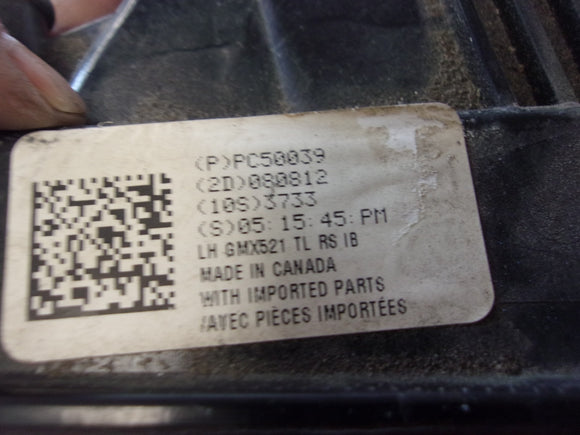 (P)PC50039
(2D)080812
(10S)3733
(S)05:15:45:PM
LH GMX521 TL RS IB
MADE IN CANADA
WITH IMPORTED PARTS
/AVEC PIÈCES IMPORTÉES